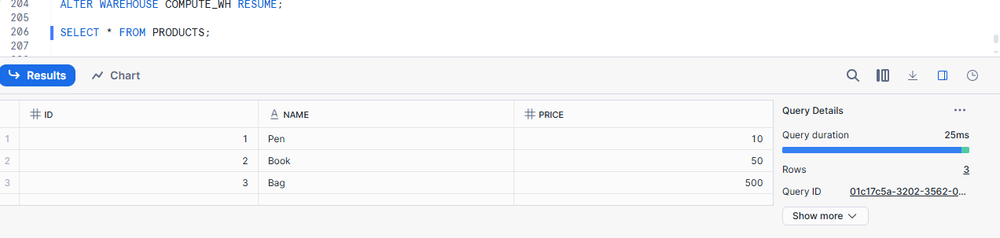 204 ALTER WAREHOUSE COMPUTE_WH RESUME;
205
206 SELECT * FROM PRODUCTS;
207
Results Chart
ID NAME PRICE
1 1 Pen 10
2 2 Book 50
3 3 Bag 500
Query Details ...
Query duration 25ms
Rows 3
Query ID 01c17c5a-3202-3562-0...
Show more